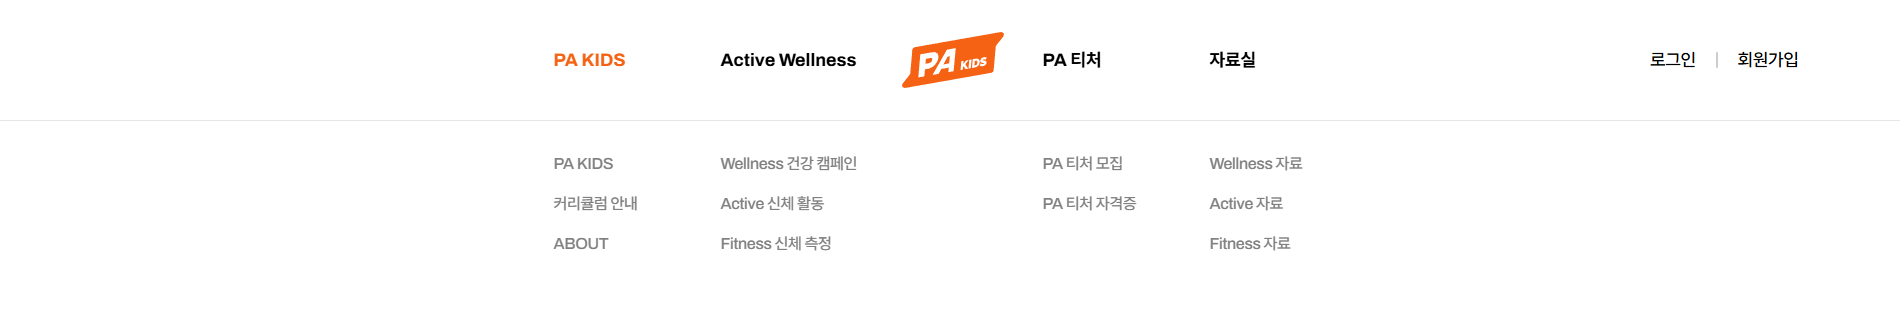 PA KIDS
Active Wellness
PA KIDS
PA 티처
자료실
로그인 | 회원가입
PA KIDS
커리큘럼 안내
ABOUT
Wellness 건강 캠페인
Active 신체 활동
Fitness 신체 측정
PA 티처 모집
PA 티처 자격증
Wellness 자료
Active 자료
Fitness 자료